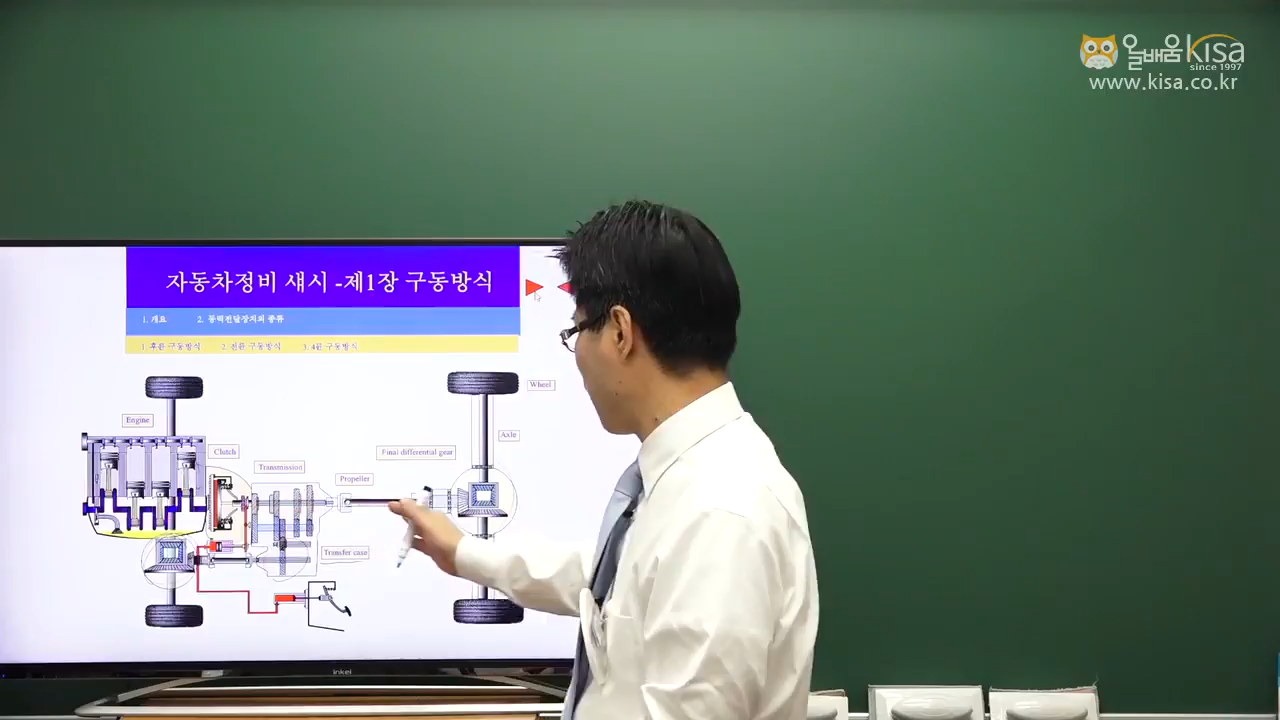 일배움kisa
since 1997
www.kisa.co.kr
자동차정비 섀시 -제1장 구동방식
1. 개요 2. 동력전달장치의 종류
1. 후륜 구동방식 2. 전륜 구동방식 3. 4륜 구동방식
Wheel
Engine
Axle
Clutch
Final differential gear
Transmission
Propeller
Transfer case
inkel